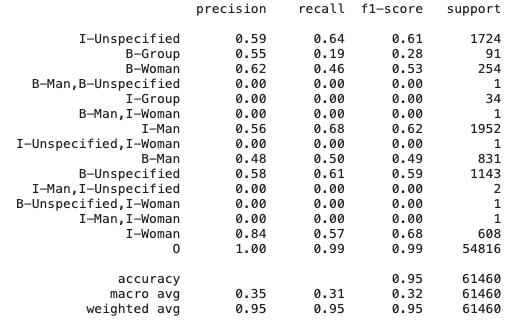 precision recall f1-score support
I-Unspecified 0.59 0.64 0.61 1724
B-Group 0.55 0.19 0.28 91
B-Woman 0.62 0.46 0.53 254
B-Man,B-Unspecified 0.00 0.00 0.00 1
I-Group 0.00 0.00 0.00 34
B-Man,I-Woman 0.00 0.00 0.00 1
I-Man 0.56 0.68 0.62 1952
I-Unspecified,I-Woman 0.00 0.00 0.00 1
B-Man 0.48 0.50 0.49 831
B-Unspecified 0.58 0.61 0.59 1143
I-Man,I-Unspecified 0.00 0.00 0.00 2
B-Unspecified,I-Woman 0.00 0.00 0.00 1
I-Man,I-Woman 0.00 0.00 0.00 1
I-Woman 0.84 0.57 0.68 608
O 1.00 0.99 0.99 54816
accuracy 0.95 61460
macro avg 0.35 0.31 0.32 61460
weighted avg 0.95 0.95 0.95 61460